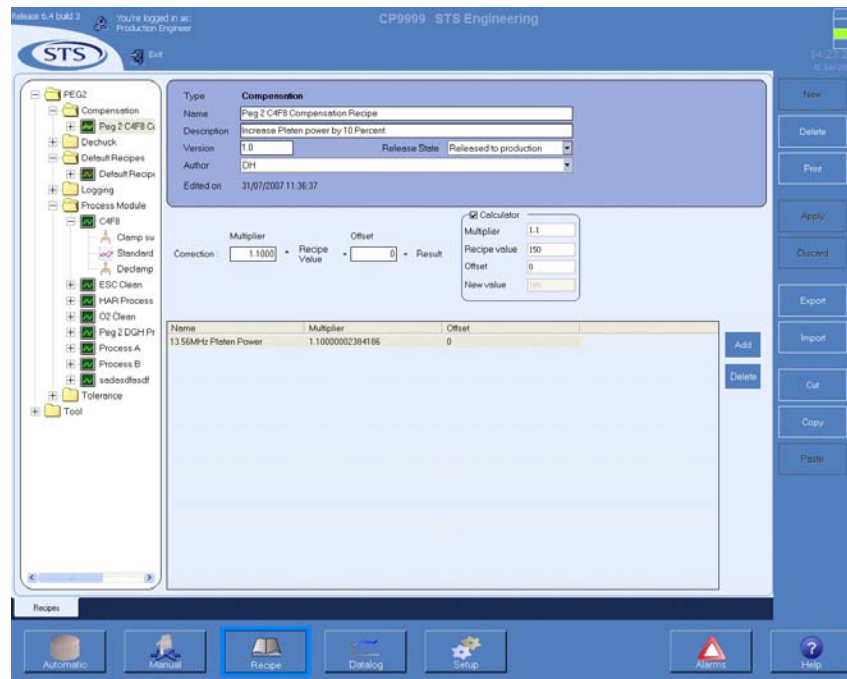 Release 6.4 build 3
You're logged in as:
Production Engineer
CP9999 STS Engineering
STS
Exit
PEG2
Compensation
Peg 2 C4F8 Co
Dechuck
Default Recipes
Default Recip
Logging
Process Module
C4F8
Clamp su
Standard
Declamp
ESC Clean
HAR Process
O2 Clean
Peg 2 DGH Pr
Process A
Process B
Tolerance
Tool
Type Compensation
Name Peg 2 C4F8 Compensation Recipe
Description Increase Platen power by 10 Percent
Version 1.0 Release State Released to production
Author DH
Edited on 31/07/2007 11:36:37
Multiplier Offset
Correction : 1.1000 * Recipe Value + 0 = Result
Calculator
Multiplier 1.1
Recipe value 150
Offset 0
New value 165
Name Multiplier Offset
13.56MHz Platen Power 1.10000002384186 0
Add
Delete
New
Delete
Print
Apply
Discard
Export
Import
Cut
Copy
Paste
Recipes
Automatic
Manual
Recipe
Datalog
Setup
Alarms
Help